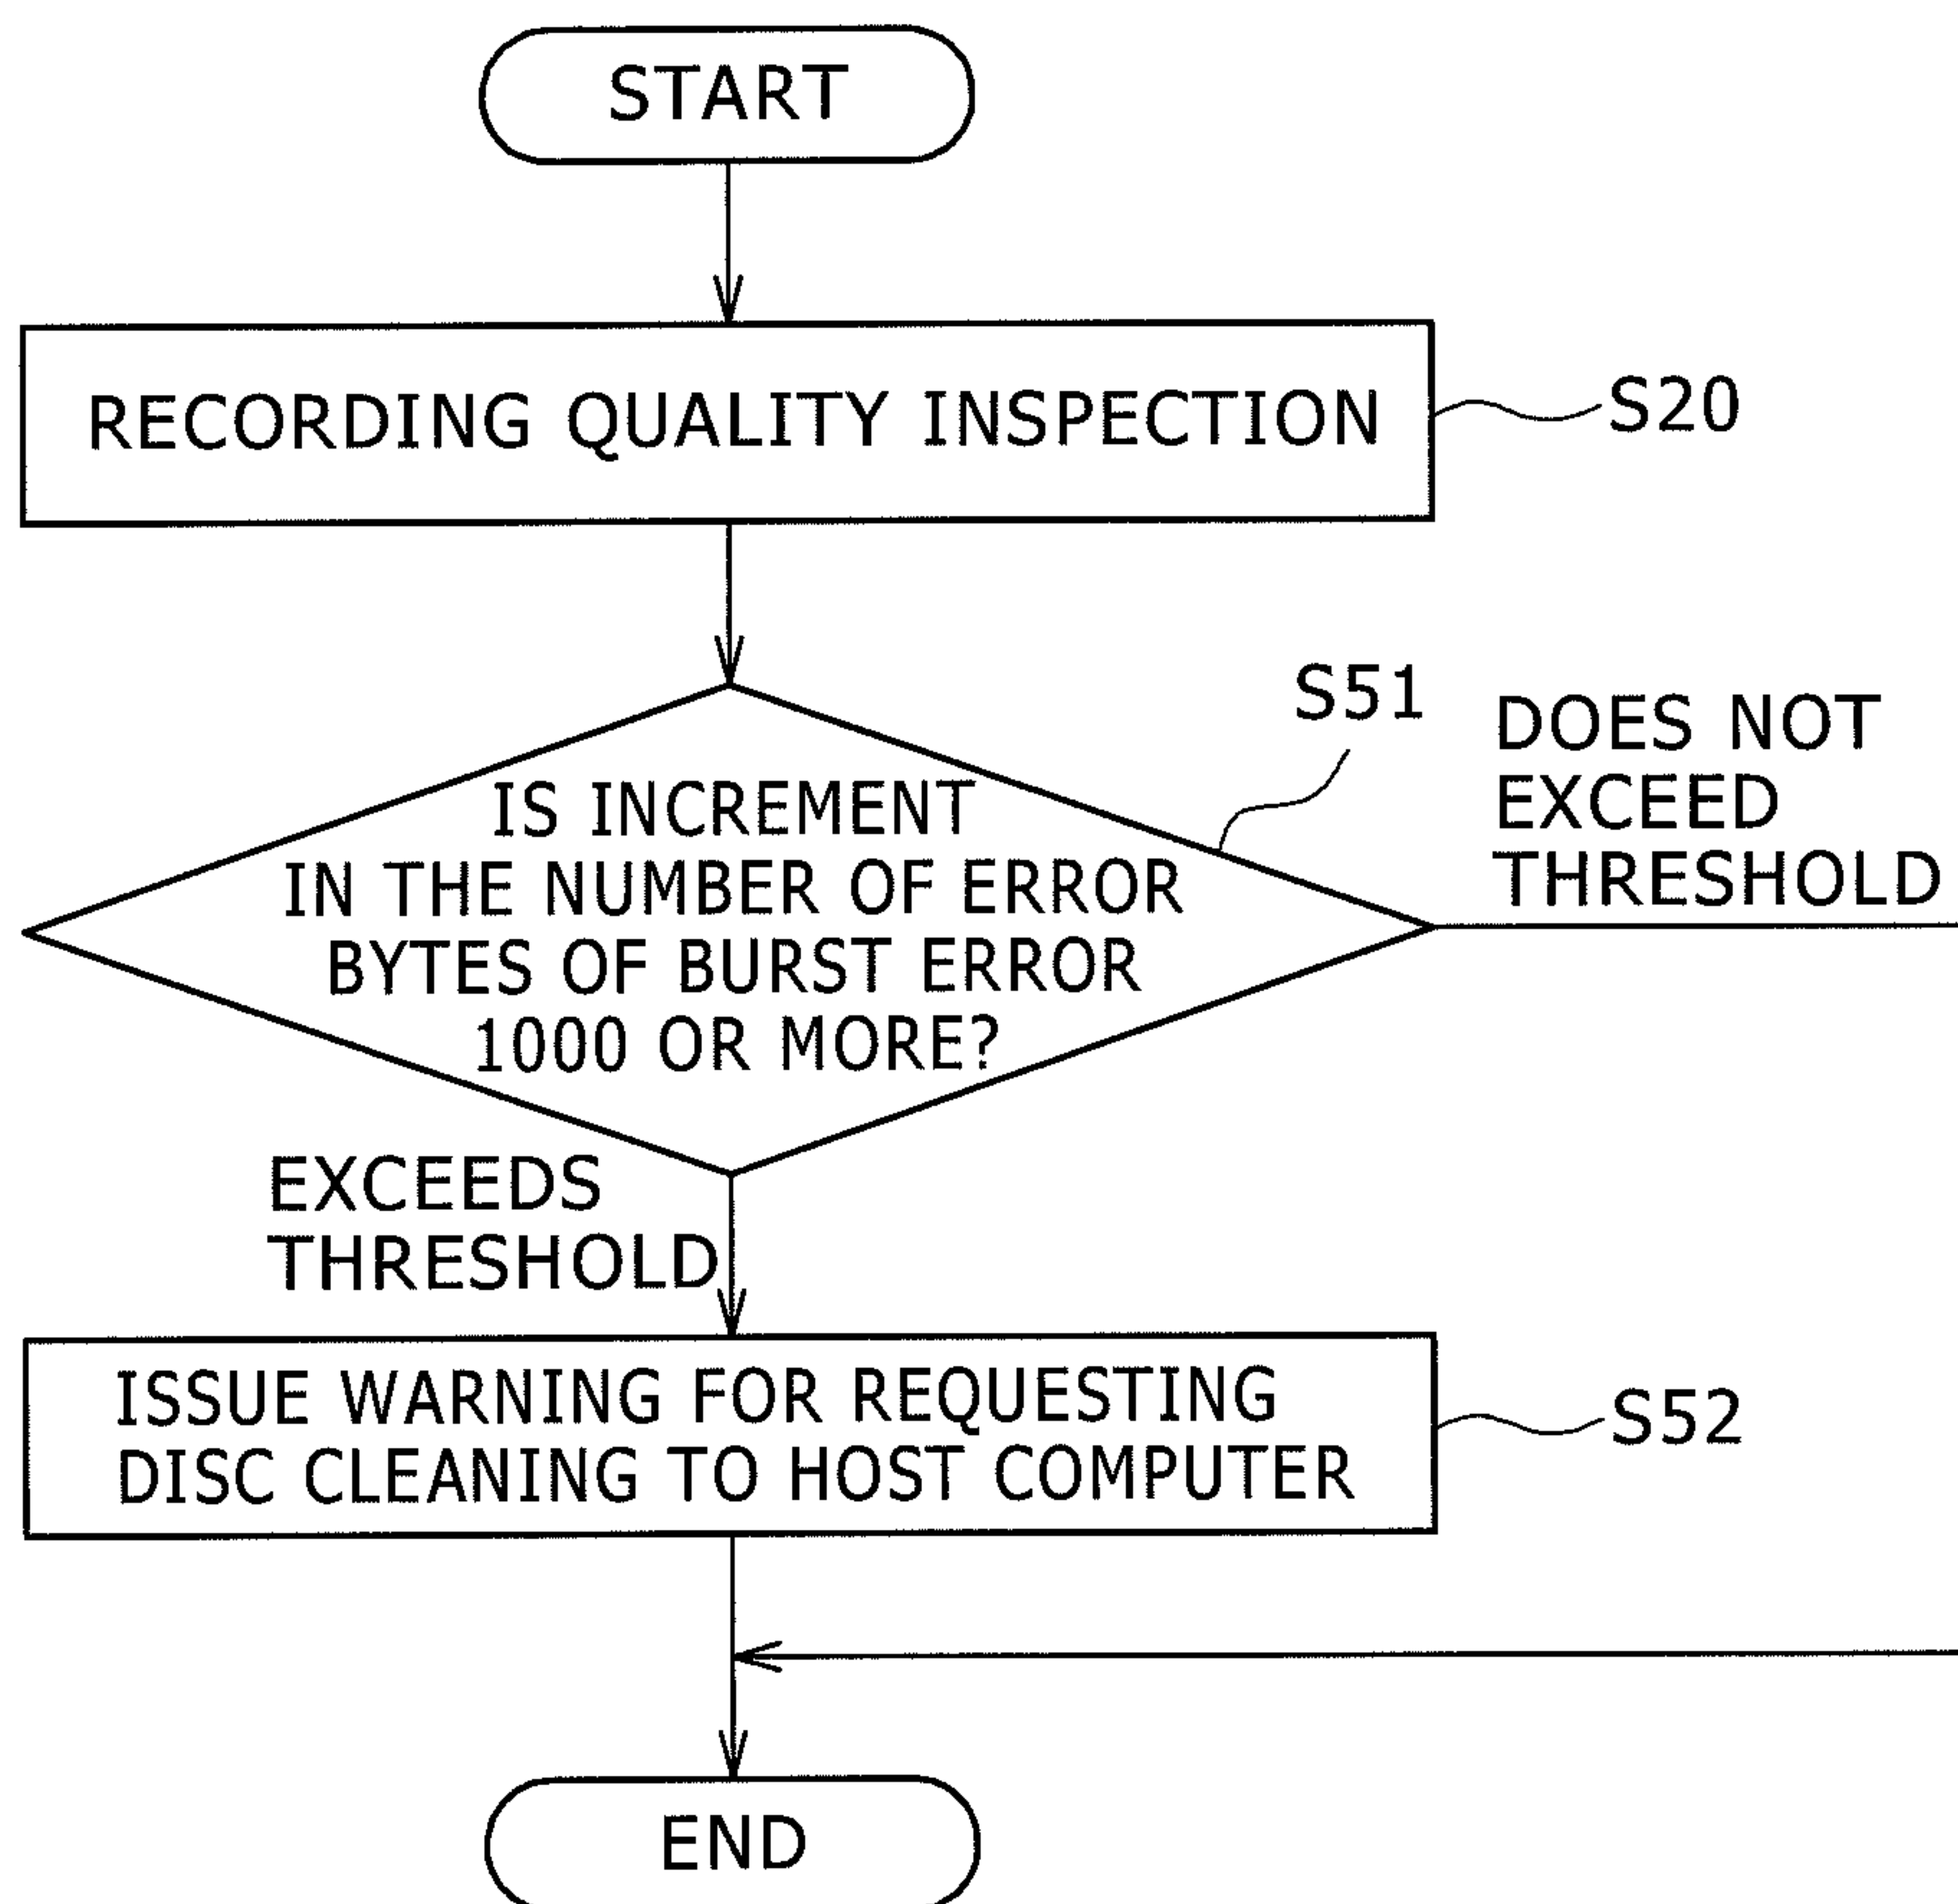 START
RECORDING QUALITY INSPECTION
S20
S51
DOES NOT
EXCEED
THRESHOLD
IS INCREMENT
IN THE NUMBER OF ERROR
BYTES OF BURST ERROR
1000 OR MORE?
EXCEEDS
THRESHOLD
ISSUE WARNING FOR REQUESTING
DISC CLEANING TO HOST COMPUTER
S52
END